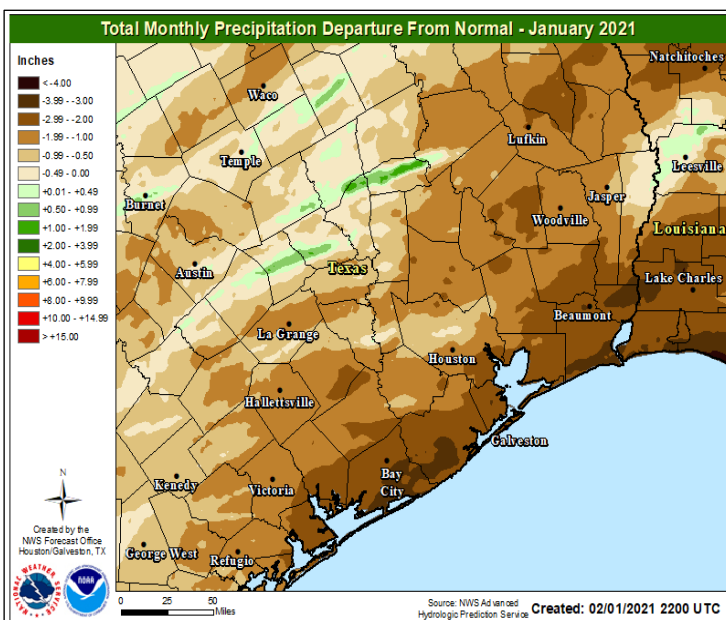 Total Monthly Precipitation Departure From Normal - January 2021
Inches
< -4.00
-3.99 - -3.00
-2.99 - -2.00
-1.99 - -1.00
-0.99 - -0.50
-0.49 - 0.00
+0.01 - +0.49
+0.50 - +0.99
+1.00 - +1.99
+2.00 - +3.99
+4.00 - +5.99
+6.00 - +7.99
+8.00 - +9.99
+10.00 - +14.99
> +15.00
Natchitoches
Waco
Lufkin
Temple
Leesville
Burnet
Jasper
Woodville
Louisiana
Austin
Texas
Lake Charles
Beaumont
La Grange
Houston
Hallettsville
Galveston
Bay
City
Kenedy
Victoria
George West
Refugio
N
Created by the
NWS Forecast Office
Houston/Galveston, TX
NATIONAL WEATHER SERVICE
NOAA
0 25 50
Miles
Source: NWS Advanced
Hydrologic Prediction Service
Created: 02/01/2021 2200 UTC